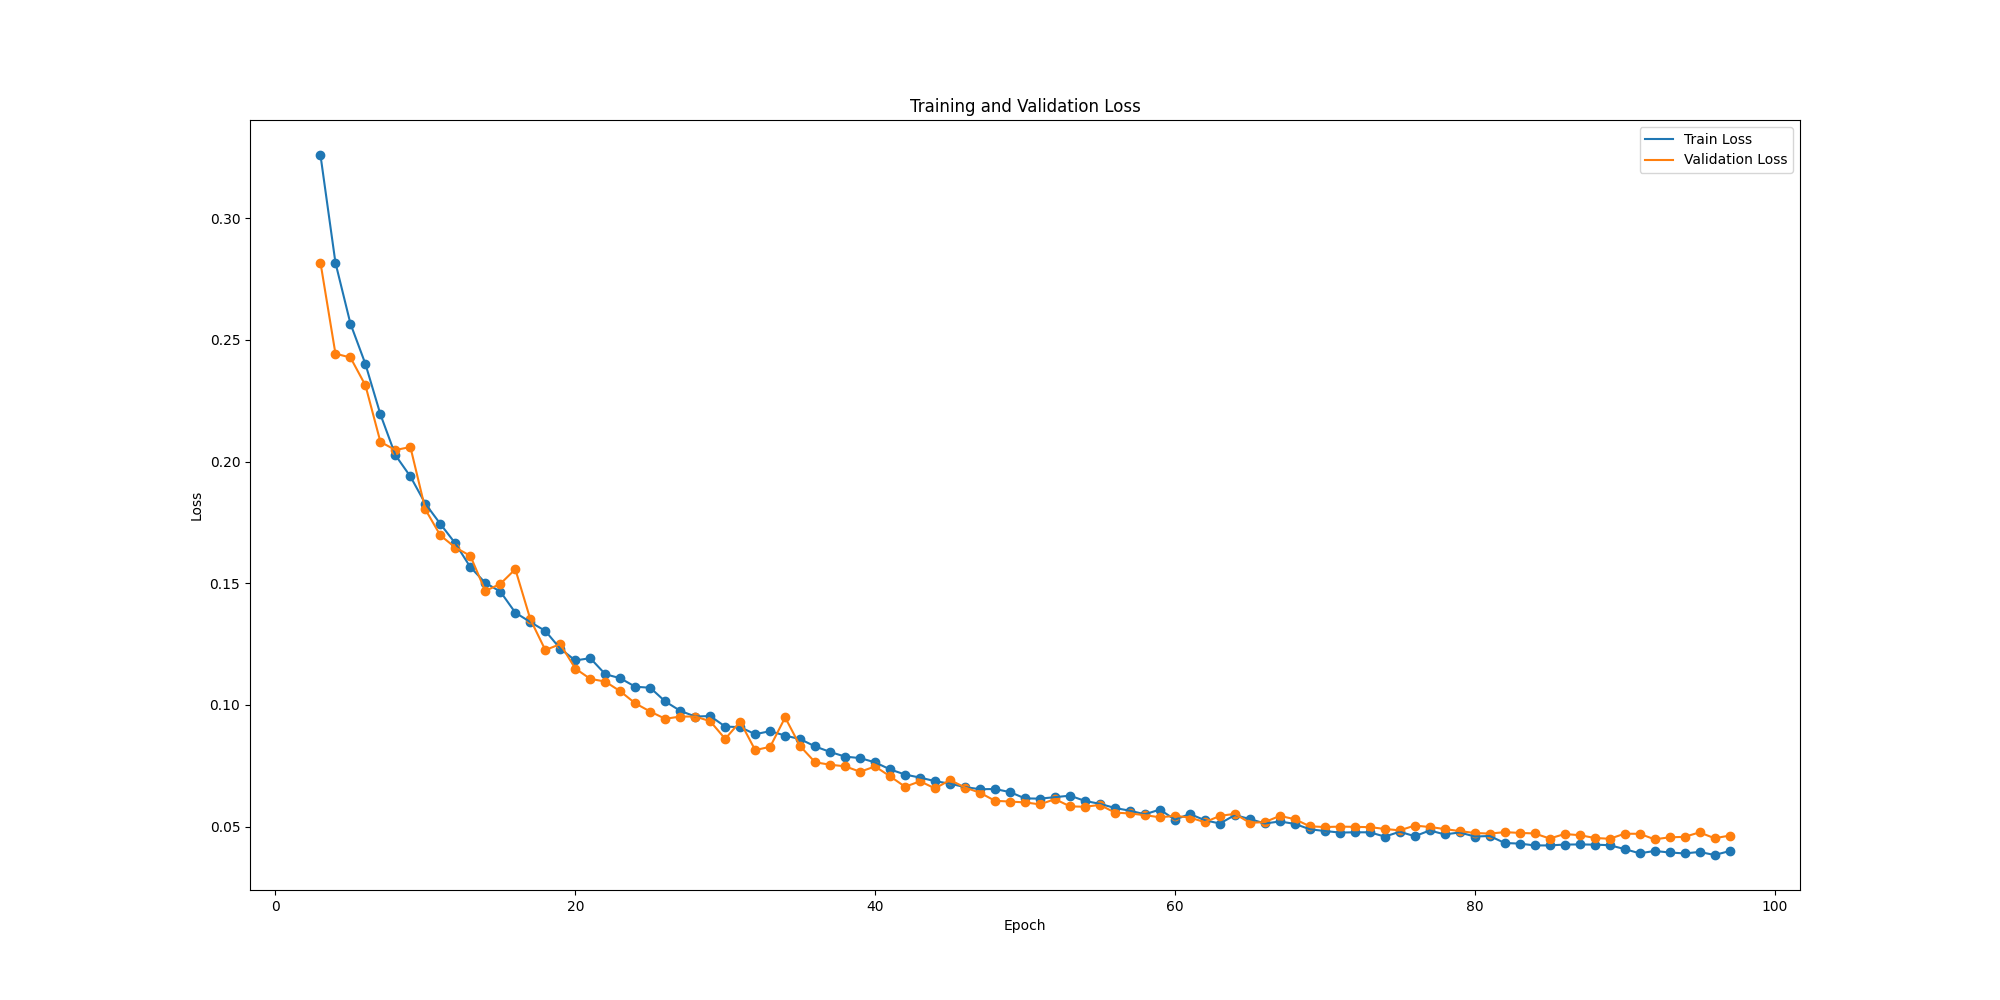 Training and Validation Loss
Train Loss
Validation Loss
0.30
0.25
0.20
0.15
0.10
0.05
Loss
0 20 40 60 80 100
Epoch